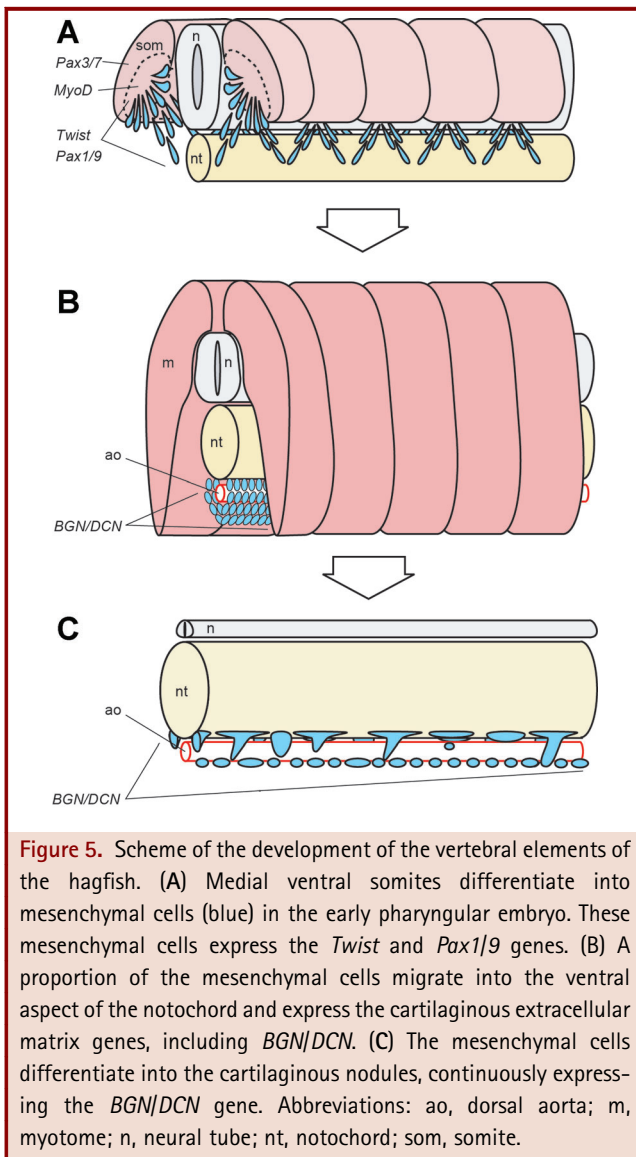 A
som
n
Pax3/7
MyoD
Twist
Pax1/9
nt
B
m
n
nt
ao
BGN/DCN
C
n
nt
ao
BGN/DCN
Figure 5. Scheme of the development of the vertebral elements of
the hagfish. (A) Medial ventral somites differentiate into
mesenchymal cells (blue) in the early pharyngular embryo. These
mesenchymal cells express the Twist and Pax1/9 genes. (B) A
proportion of the mesenchymal cells migrate into the ventral
aspect of the notochord and express the cartilaginous extracellular
matrix genes, including BGN/DCN. (C) The mesenchymal cells
differentiate into the cartilaginous nodules, continuously express-
ing the BGN/DCN gene. Abbreviations: ao, dorsal aorta; m,
myotome; n, neural tube; nt, notochord; som, somite.